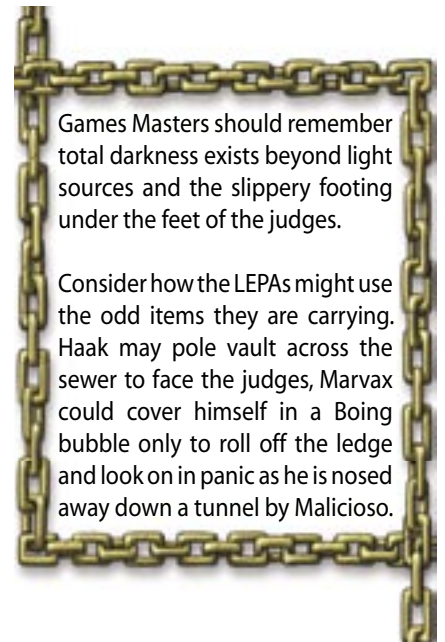 Games Masters should remember
total darkness exists beyond light
sources and the slippery footing
under the feet of the judges.
Consider how the LEPAs might use
the odd items they are carrying.
Haak may pole vault across the
sewer to face the judges, Marvax
could cover himself in a Boing
bubble only to roll off the ledge
and look on in panic as he is nosed
away down a tunnel by Malicioso.